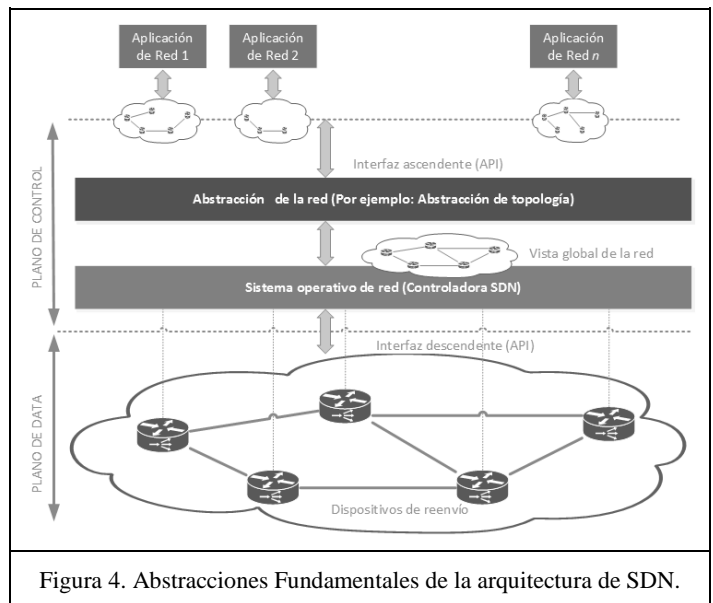 Aplicación
de Red 1
Aplicación
de Red 2
Aplicación
de Red n
PLANO DE CONTROL
Interfaz ascendente (API)
Abstracción de la red (Por ejemplo: Abstracción de topología)
Vista global de la red
Sistema operativo de red (Controladora SDN)
Interfaz descendente (API)
PLANO DE DATA
Dispositivos de reenvío
Figura 4. Abstracciones Fundamentales de la arquitectura de SDN.